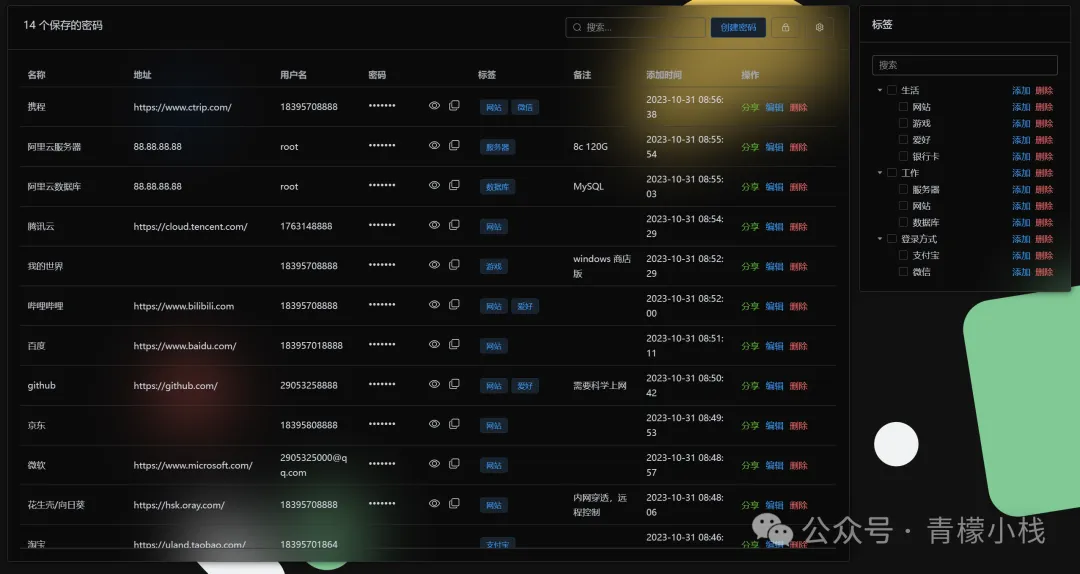 14 个保存的密码
搜索...
创建密码
名称 地址 用户名 密码 标签 备注 添加时间 操作
携程 https://www.ctrip.com/ 18395708888 ••••••• 网站 微信 2023-10-31 08:56:38 分享 编辑 删除
阿里云服务器 88.88.88.88 root ••••••• 服务器 8c 120G 2023-10-31 08:55:54 分享 编辑 删除
阿里云数据库 88.88.88.88 root ••••••• 数据库 MySQL 2023-10-31 08:55:03 分享 编辑 删除
腾讯云 https://cloud.tencent.com/ 1763148888 ••••••• 网站 2023-10-31 08:54:29 分享 编辑 删除
我的世界 18395708888 ••••••• 游戏 windows 商店版 2023-10-31 08:52:29 分享 编辑 删除
哔哩哔哩 https://www.bilibili.com 18395708888 ••••••• 网站 爱好 2023-10-31 08:52:00 分享 编辑 删除
百度 https://www.baidu.com/ 183957018888 ••••••• 网站 2023-10-31 08:51:11 分享 编辑 删除
github https://github.com/ 29053258888 ••••••• 网站 爱好 需要科学上网 2023-10-31 08:50:42 分享 编辑 删除
京东 18395808888 ••••••• 网站 2023-10-31 08:49:53 分享 编辑 删除
微软 https://www.microsoft.com/ 2905325000@qq.com ••••••• 网站 2023-10-31 08:48:57 分享 编辑 删除
花生壳/向日葵 https://hsk.oray.com/ 18395708888 ••••••• 网站 内网穿透，远程控制 2023-10-31 08:48:06 分享 编辑 删除
淘宝 https://uland.taobao.com/ 18395701864 支付宝 2023-10-31 08:46: 分享 编辑 删除
标签
搜索
生活 添加 删除
网站 添加 删除
游戏 添加 删除
爱好 添加 删除
银行卡 添加 删除
工作 添加 删除
服务器 添加 删除
网站 添加 删除
数据库 添加 删除
登录方式 添加 删除
支付宝 添加 删除
微信 添加 删除
公众号 · 青檬小栈